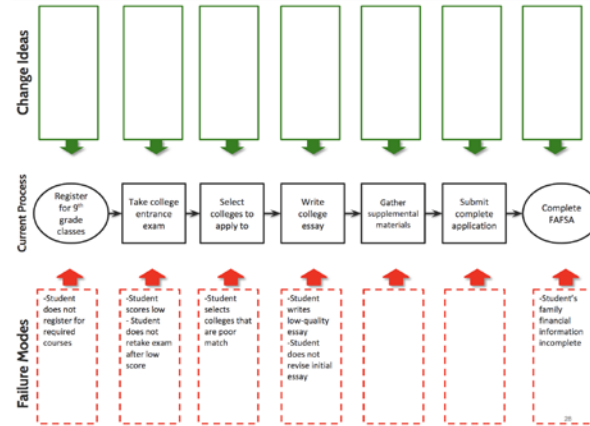 Change Ideas
Current Process
Register
for 9th
grade
classes
Take college
entrance
exam
Select
colleges to
apply to
Write
college
essay
Gather
supplemental
materials
Submit
complete
application
Complete
FAFSA
Failure Modes
-Student
does not
register for
required
courses
-Student
scores low
- Student
does not
retake exam
after low
score
-Student
selects
colleges that
are poor
match
-Student
writes
low-quality
essay
-Student
does not
revise initial
essay
-Student's
family
financial
information
incomplete